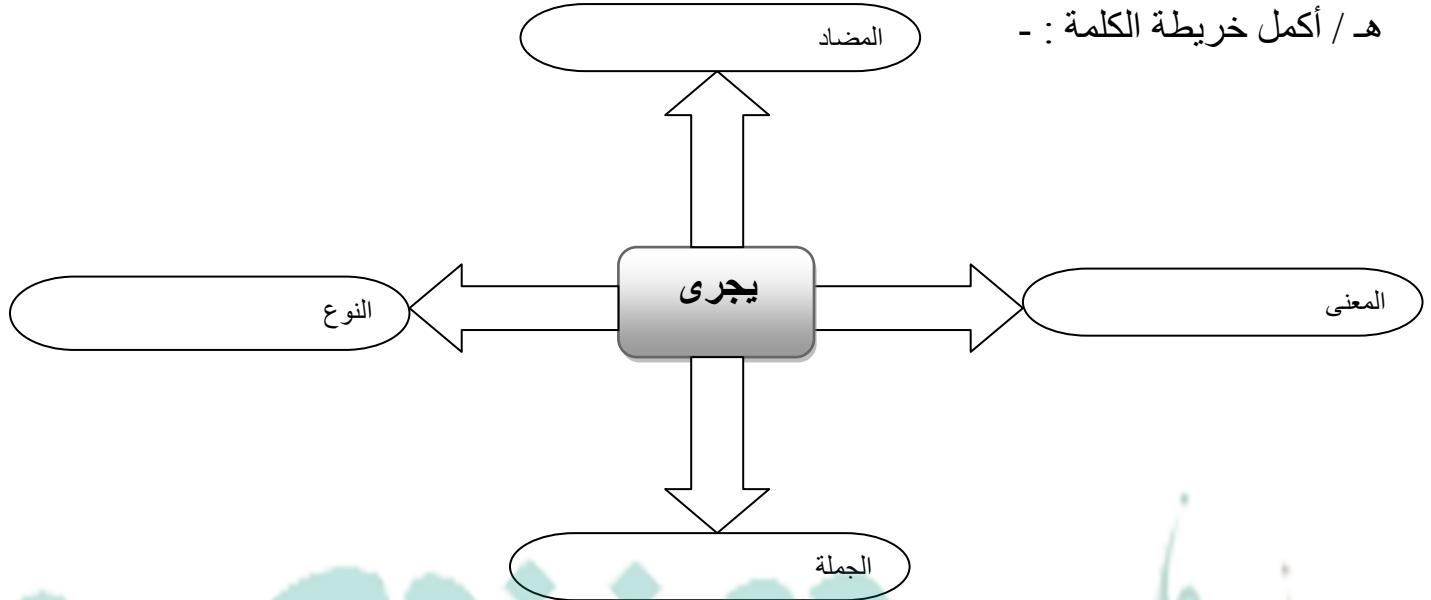 هـ / أكمل خريطة الكلمة : -
المضاد
المعنى
يجرى
النوع
الجملة